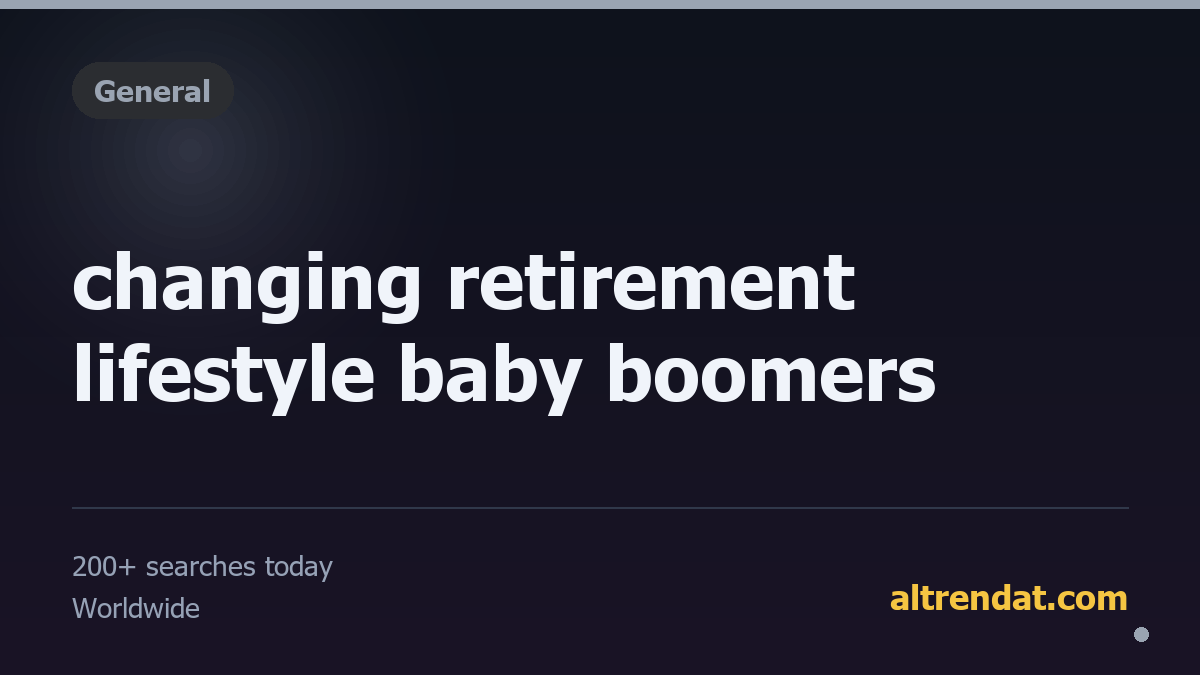 General
changing retirement
lifestyle baby boomers
200+ searches today
Worldwide
altrendat.com